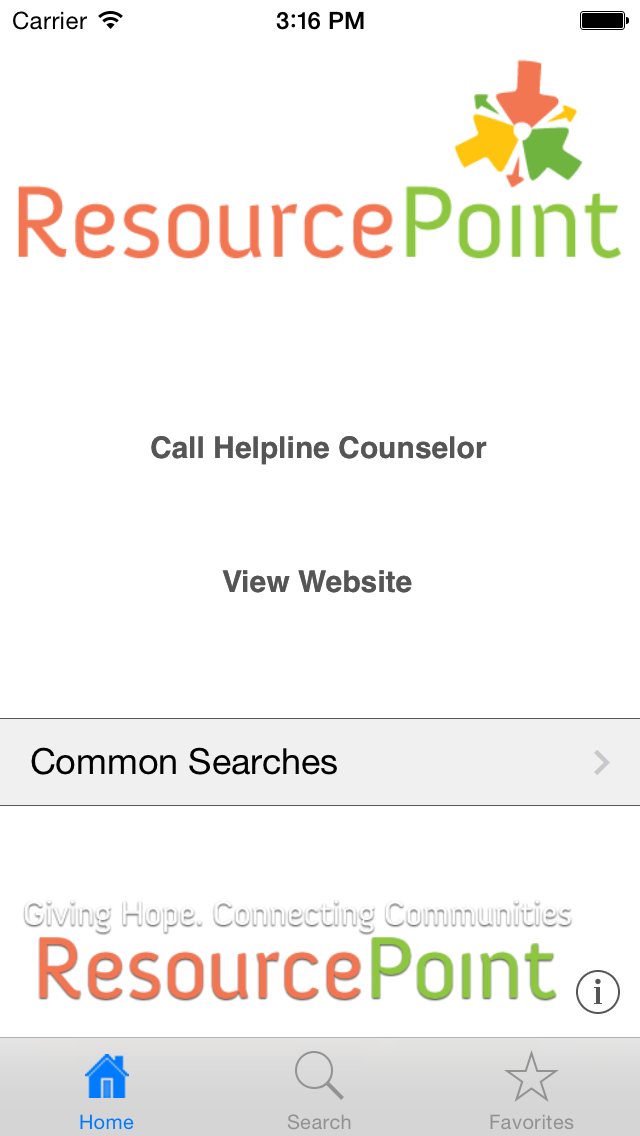 Carrier 3:16 PM
ResourcePoint
Call Helpline Counselor
View Website
Common Searches
Giving Hope. Connecting Communities
ResourcePoint
i
Home Search Favorites